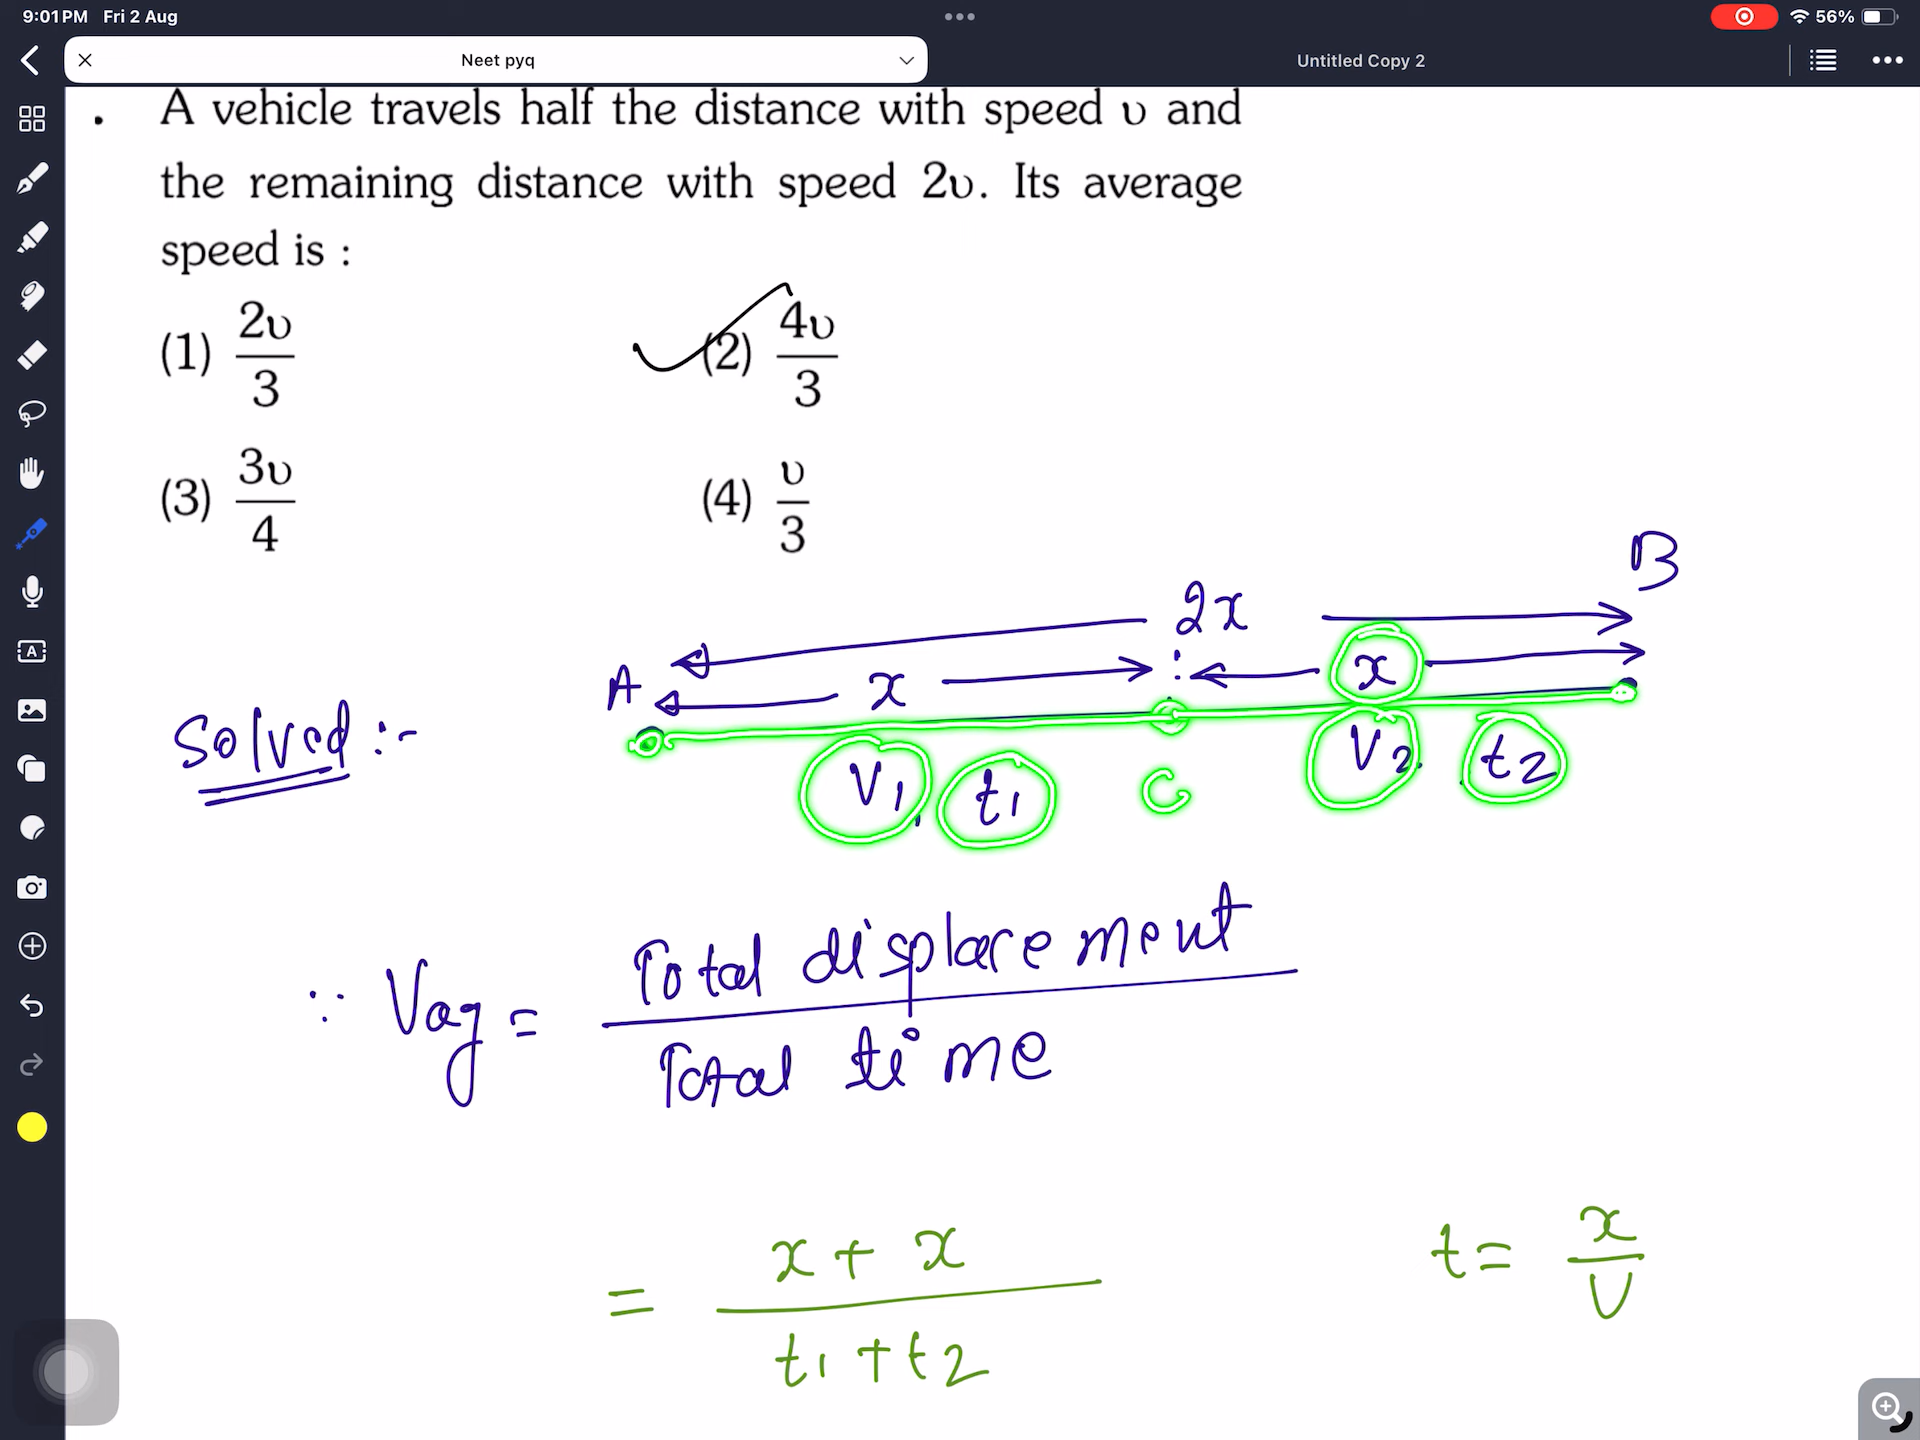 9:01 PM Fri 2 Aug
56%
Neet pyq
Untitled Copy 2
. A vehicle travels half the distance with speed υ and
the remaining distance with speed 2υ. Its average
speed is :
(1) 2υ/3 (2) 4υ/3
(3) 3υ/4 (4) υ/3
B
2x
A x x
Solved :-
V1, t1 C V2, t2
∵ Vag = Total displacement / Total time
= x + x / t1 + t2
t = x / V